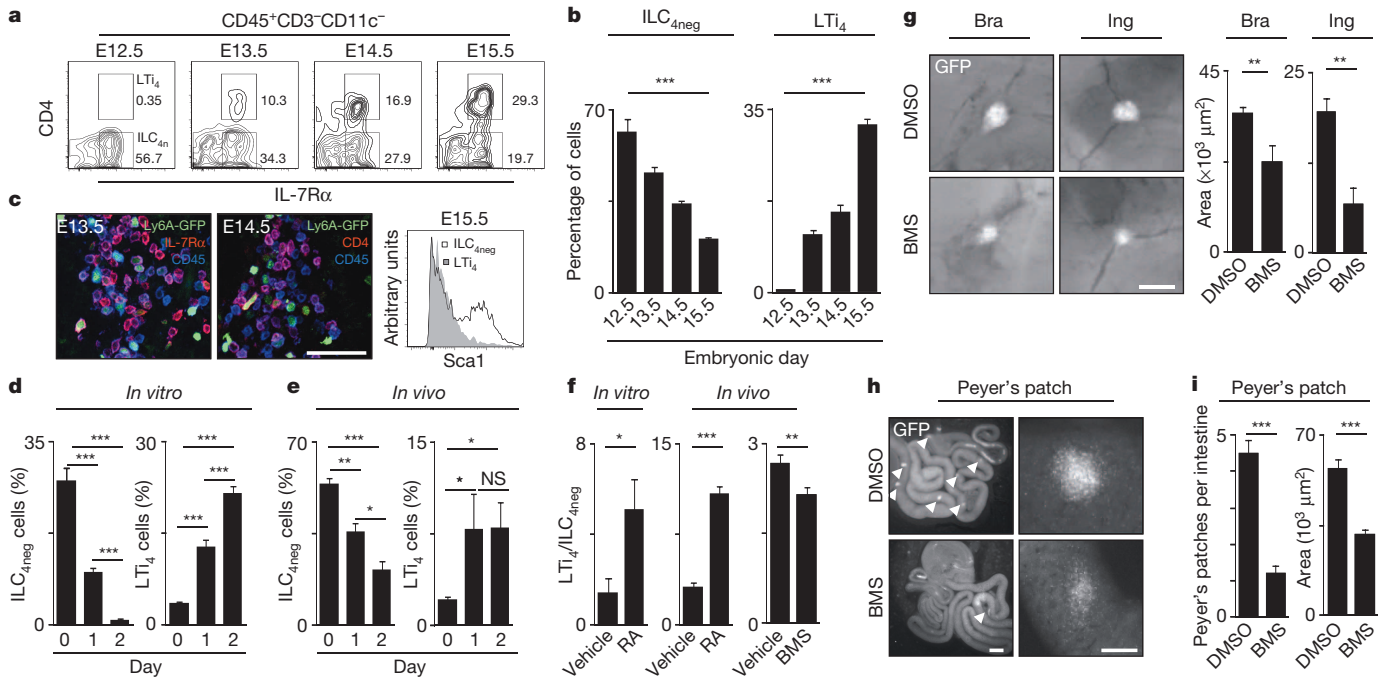 a
CD45⁺CD3⁻CD11c⁻
E12.5 E13.5 E14.5 E15.5
LTi₄
0.35 10.3 16.9 29.3
ILC₄ₙ
56.7 34.3 27.9 19.7
CD4
IL-7Rα
b
ILC4neg LTi₄
*** ***
70 35
0 0
Percentage of cells
12.5 13.5 14.5 15.5 12.5 13.5 14.5 15.5
Embryonic day
c
E13.5 Ly6A-GFP
IL-7Rα
CD45
E14.5 Ly6A-GFP
CD4
CD45
E15.5
ILC4neg
LTi₄
Arbitrary units
Sca1
d
In vitro
35 30
*** ***
*** ***
*** ***
ILC4neg cells (%) LTi₄ cells (%)
0 0
0 1 2 0 1 2
Day
e
In vivo
70 15
*** *
** * NS
*
ILC4neg cells (%) LTi₄ cells (%)
0 0
0 1 2 0 1 2
Day
f
In vitro In vivo
8 15 3
* *** **
LTi₄/ILC4neg
0 0 0
Vehicle RA Vehicle RA Vehicle BMS
g
Bra Ing Bra Ing
GFP
DMSO
BMS
45 25
** **
Area (×10³ μm²)
0 0
DMSO BMS DMSO BMS
h
Peyer's patch
GFP
DMSO
BMS
i
Peyer's patch
5 70
*** ***
Peyer's patches per intestine Area (10³ μm²)
0 0
DMSO BMS DMSO BMS